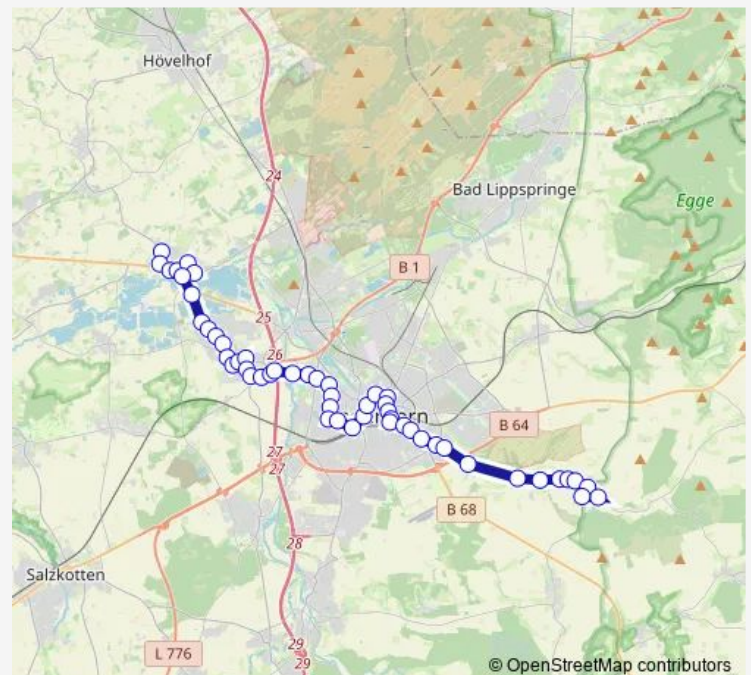 Hövelhof
24
Bad Lippspringe
Egge
B 1
25
26
B 64
27
27
B 68
28
Salzkotten
L 776
29
29
© OpenStreetMap contributors